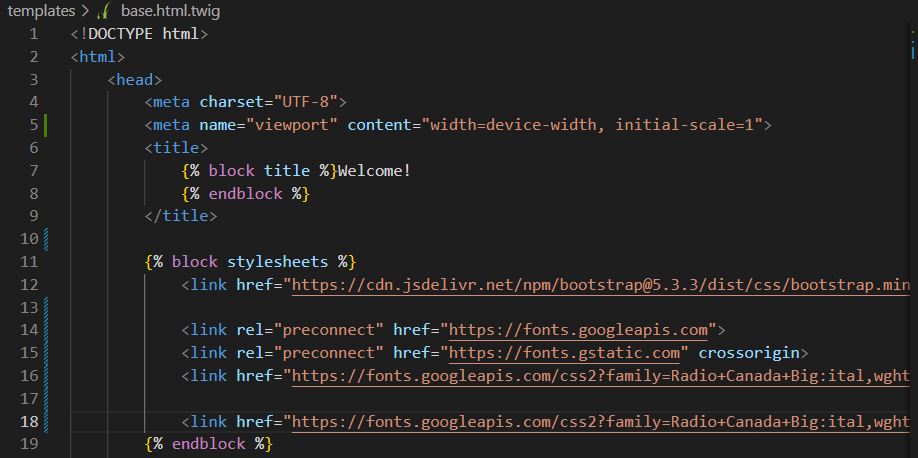 templates > base.html.twig
1 <!DOCTYPE html>
2 <html>
3 <head>
4 <meta charset="UTF-8">
5 <meta name="viewport" content="width=device-width, initial-scale=1">
6 <title>
7 {% block title %}Welcome!
8 {% endblock %}
9 </title>
10
11 {% block stylesheets %}
12 <link href="https://cdn.jsdelivr.net/npm/bootstrap@5.3.3/dist/css/bootstrap.min
13
14 <link rel="preconnect" href="https://fonts.googleapis.com">
15 <link rel="preconnect" href="https://fonts.gstatic.com" crossorigin>
16 <link href="https://fonts.googleapis.com/css2?family=Radio+Canada+Big:ital,wght
17
18 <link href="https://fonts.googleapis.com/css2?family=Radio+Canada+Big:ital,wght
19 {% endblock %}